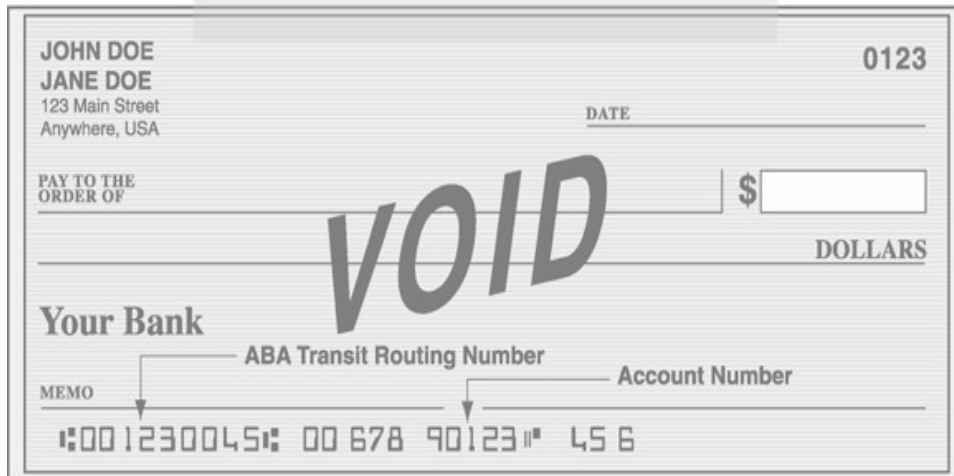 JOHN DOE
JANE DOE
123 Main Street
Anywhere, USA
0123
DATE
PAY TO THE
ORDER OF
$
DOLLARS
VOID
Your Bank
ABA Transit Routing Number
Account Number
MEMO
⑆001230045⑆ 00 678 90123⑈ 456